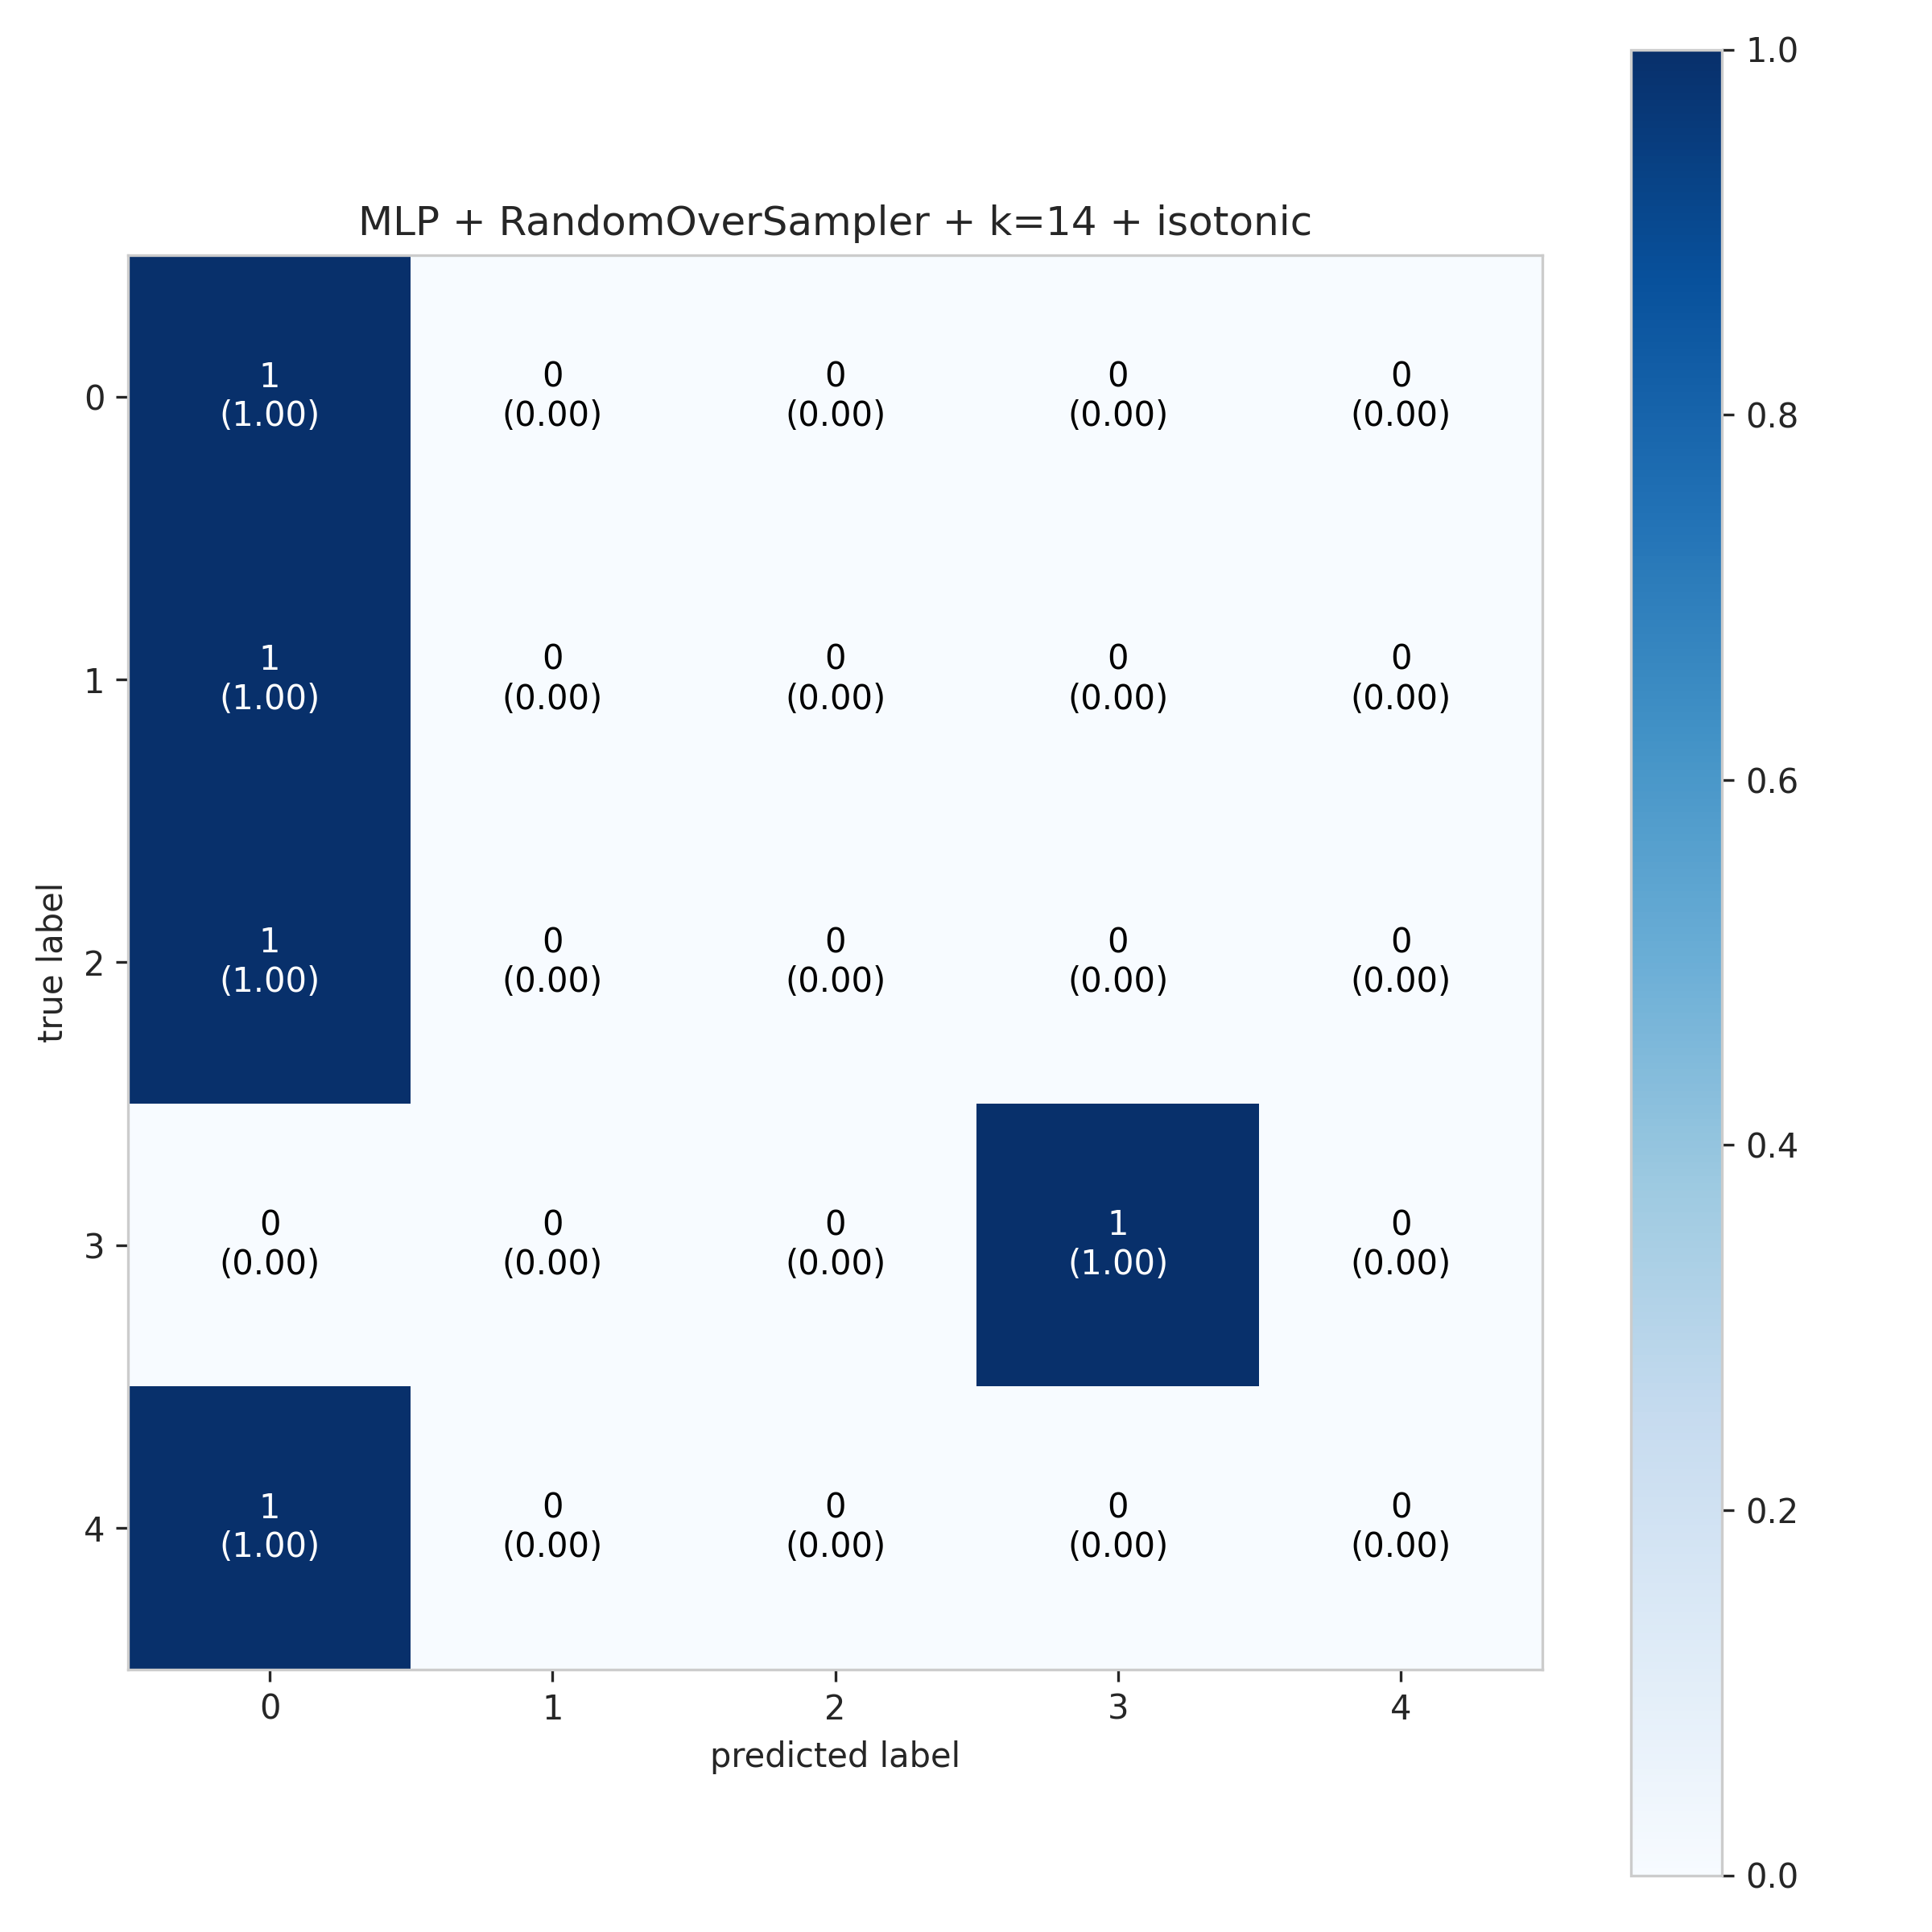 MLP + RandomOverSampler + k=14 + isotonic
1.0
0.8
0.6
0.4
0.2
0.0
true label
0
1
2
3
4
1 0 0 0 0
(1.00) (0.00) (0.00) (0.00) (0.00)
1 0 0 0 0
(1.00) (0.00) (0.00) (0.00) (0.00)
1 0 0 0 0
(1.00) (0.00) (0.00) (0.00) (0.00)
0 0 0 1 0
(0.00) (0.00) (0.00) (1.00) (0.00)
1 0 0 0 0
(1.00) (0.00) (0.00) (0.00) (0.00)
0 1 2 3 4
predicted label